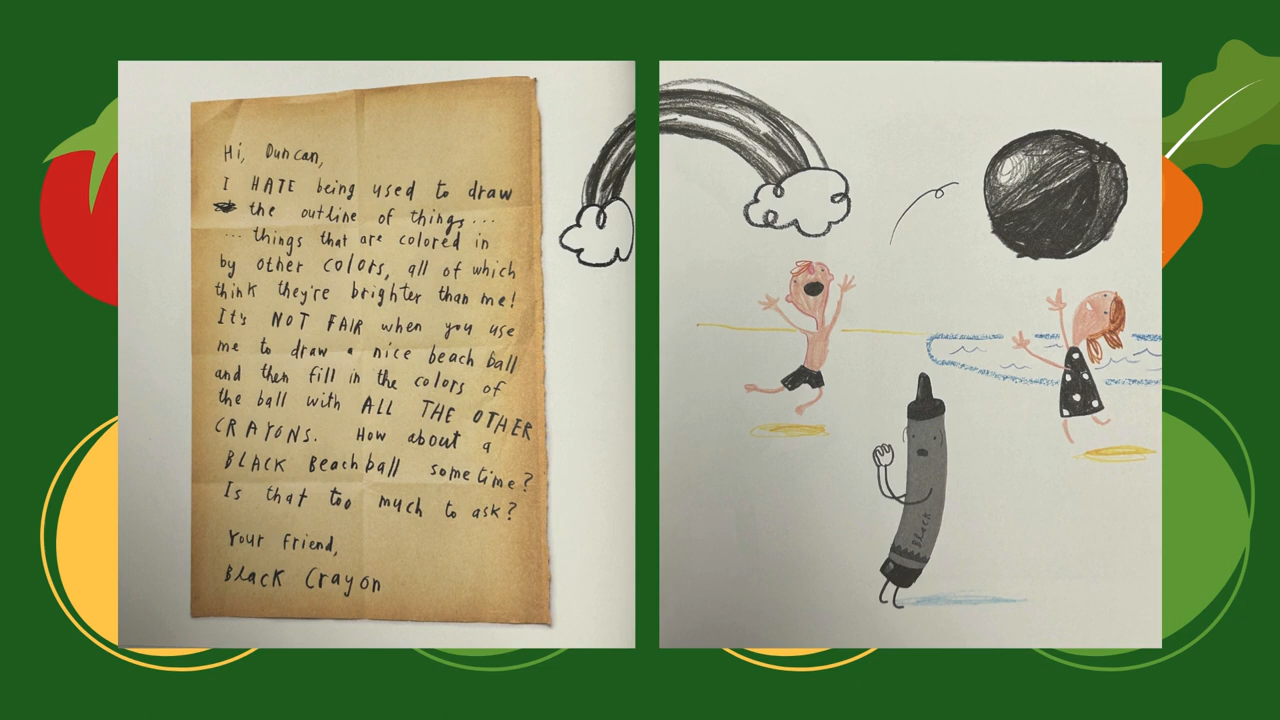 Hi, Duncan,
I HATE being used to draw
the outline of things...
...things that are colored in
by other colors, all of which
think they're brighter than me!
It's NOT FAIR when you use
me to draw a nice beach ball
and then fill in the colors of
the ball with ALL THE OTHER
CRAYONS. How about a
BLACK Beach ball sometime?
Is that too much to ask?
Your friend,
Black Crayon
Black